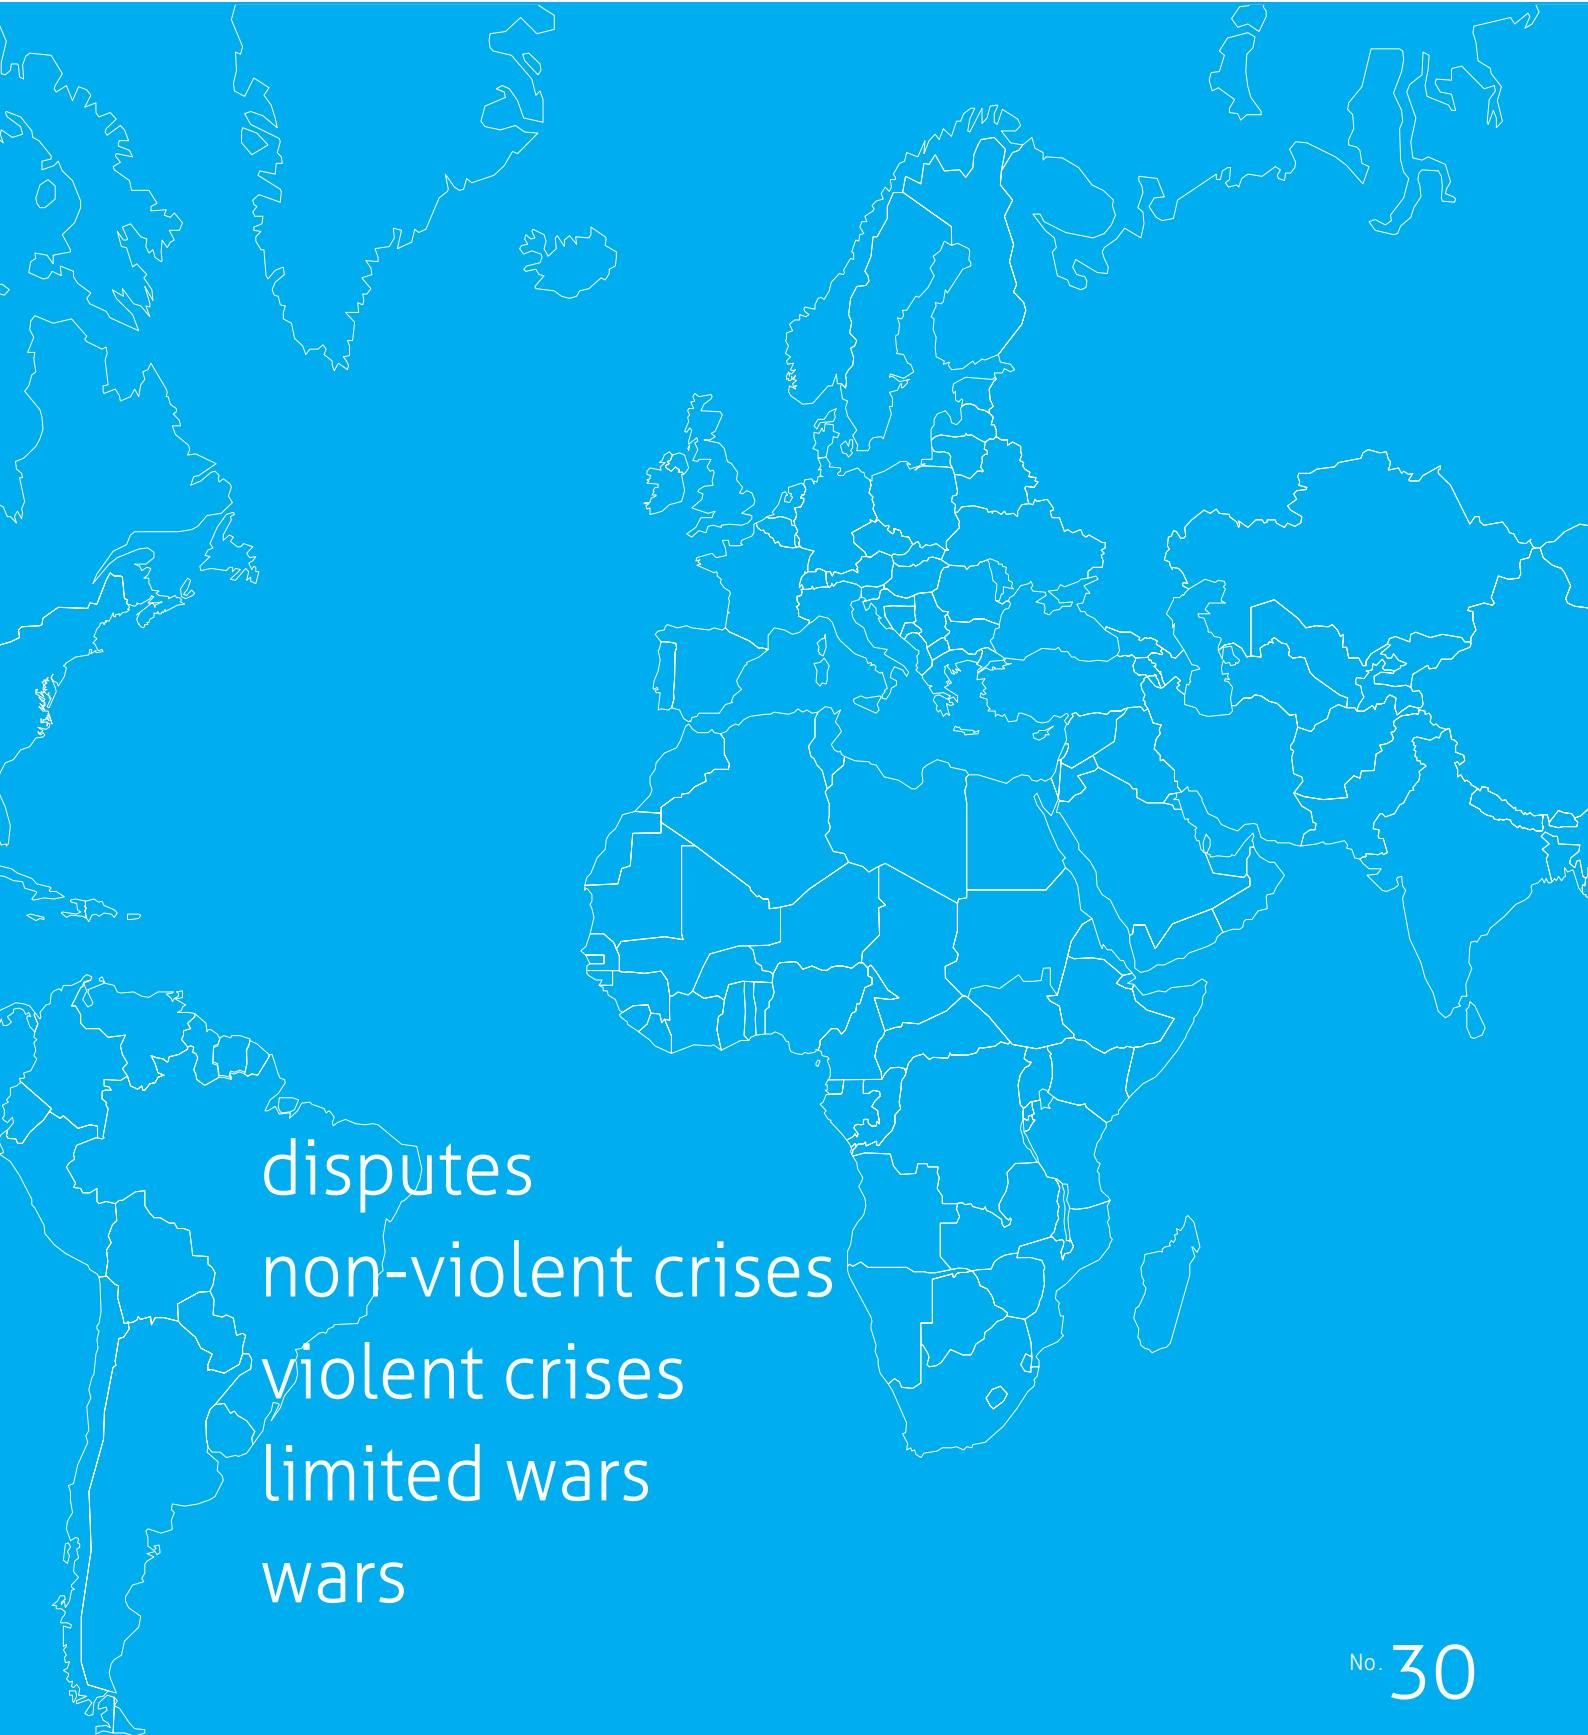 disputes
non-violent crises
violent crises
limited wars
wars
No. 30